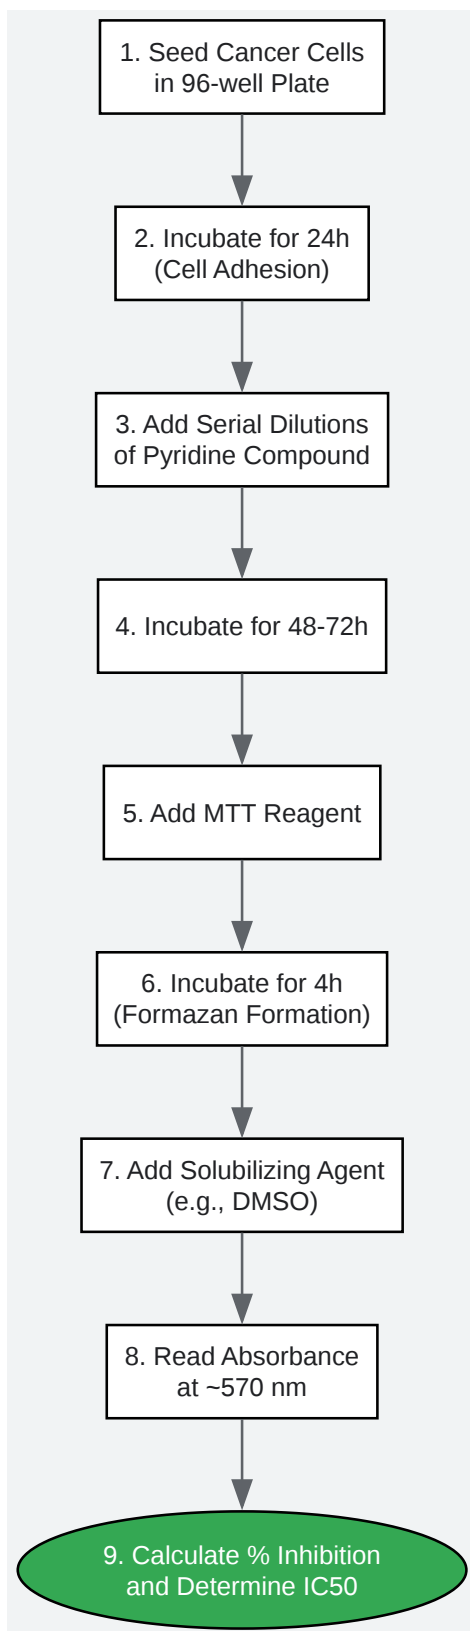 1. Seed Cancer Cells
in 96-well Plate
2. Incubate for 24h
(Cell Adhesion)
3. Add Serial Dilutions
of Pyridine Compound
4. Incubate for 48-72h
5. Add MTT Reagent
6. Incubate for 4h
(Formazan Formation)
7. Add Solubilizing Agent
(e.g., DMSO)
8. Read Absorbance
at ~570 nm
9. Calculate % Inhibition
and Determine IC50